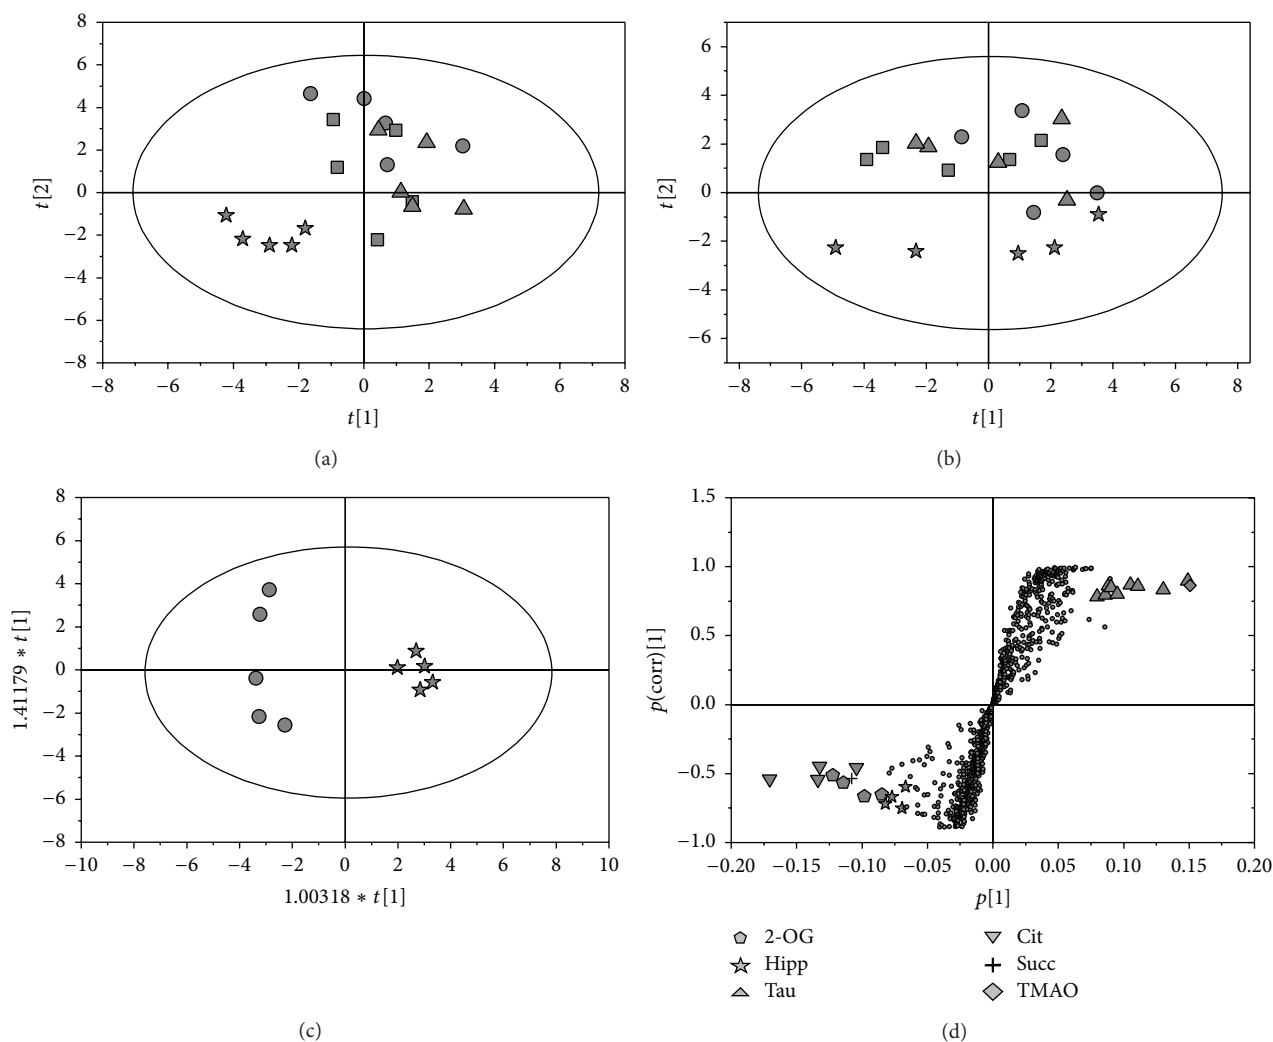 8
6
4
2
0
−2
−4
−6
−8
t[2]
−8 −6 −4 −2 0 2 4 6 8
t[1]
(a)
6
4
2
0
−2
−4
−6
t[2]
−8 −6 −4 −2 0 2 4 6 8
t[1]
(b)
8
6
4
2
0
−2
−4
−6
−8
1.41179 ∗ t[1]
−10 −8 −6 −4 −2 0 2 4 6 8 10
1.00318 ∗ t[1]
(c)
1.5
1.0
0.5
0.0
−0.5
−1.0
p(corr)[1]
−0.20 −0.15 −0.10 −0.05 0.00 0.05 0.10 0.15 0.20
p[1]
2-OG
Hipp
Tau
Cit
Succ
TMAO
(d)